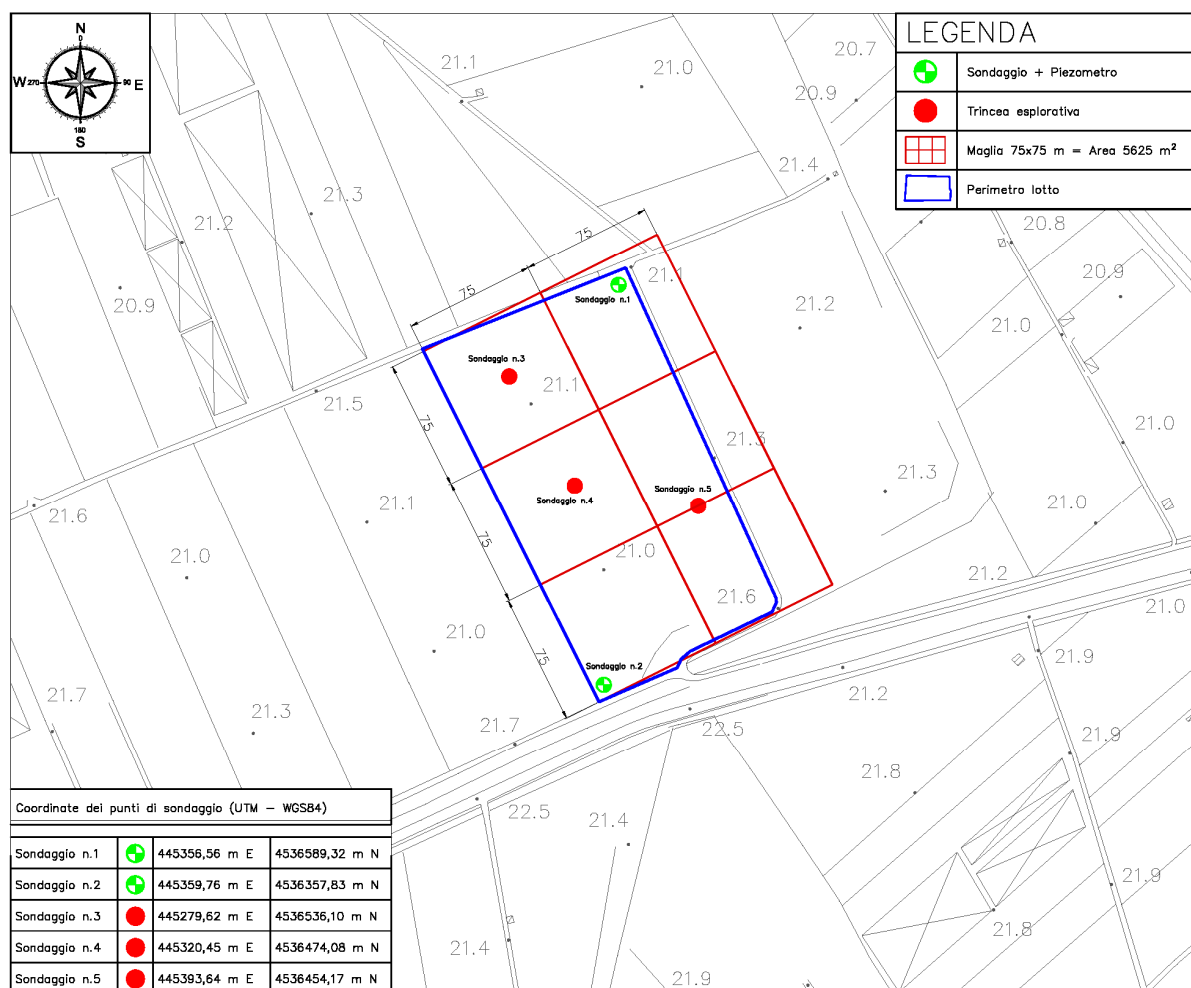 N
0
W 270
90 E
180
S
LEGENDA
Sondaggio + Piezometro
Trincea esplorativa
Maglia 75x75 m = Area 5625 m²
Perimetro lotto
20.7
21.1
21.0
20.9
21.4
21.3
21.2
20.8
20.9
20.9
75
75
21.1
21.2
21.0
Sondaggio n.1
Sondaggio n.3
21.1
21.5
75
21.3
21.0
Sondaggio n.4
Sondaggio n.5
21.3
21.6
21.1
21.0
75
21.0
21.0
21.2
21.6
21.0
21.0
75
Sondaggio n.2
21.9
21.2
21.7
21.3
21.7
22.5
21.9
21.8
22.5
21.4
21.9
21.8
21.4
21.9
Coordinate dei punti di sondaggio (UTM – WGS84)
Sondaggio n.1 445356,56 m E 4536589,32 m N
Sondaggio n.2 445359,76 m E 4536357,83 m N
Sondaggio n.3 445279,62 m E 4536536,10 m N
Sondaggio n.4 445320,45 m E 4536474,08 m N
Sondaggio n.5 445393,64 m E 4536454,17 m N